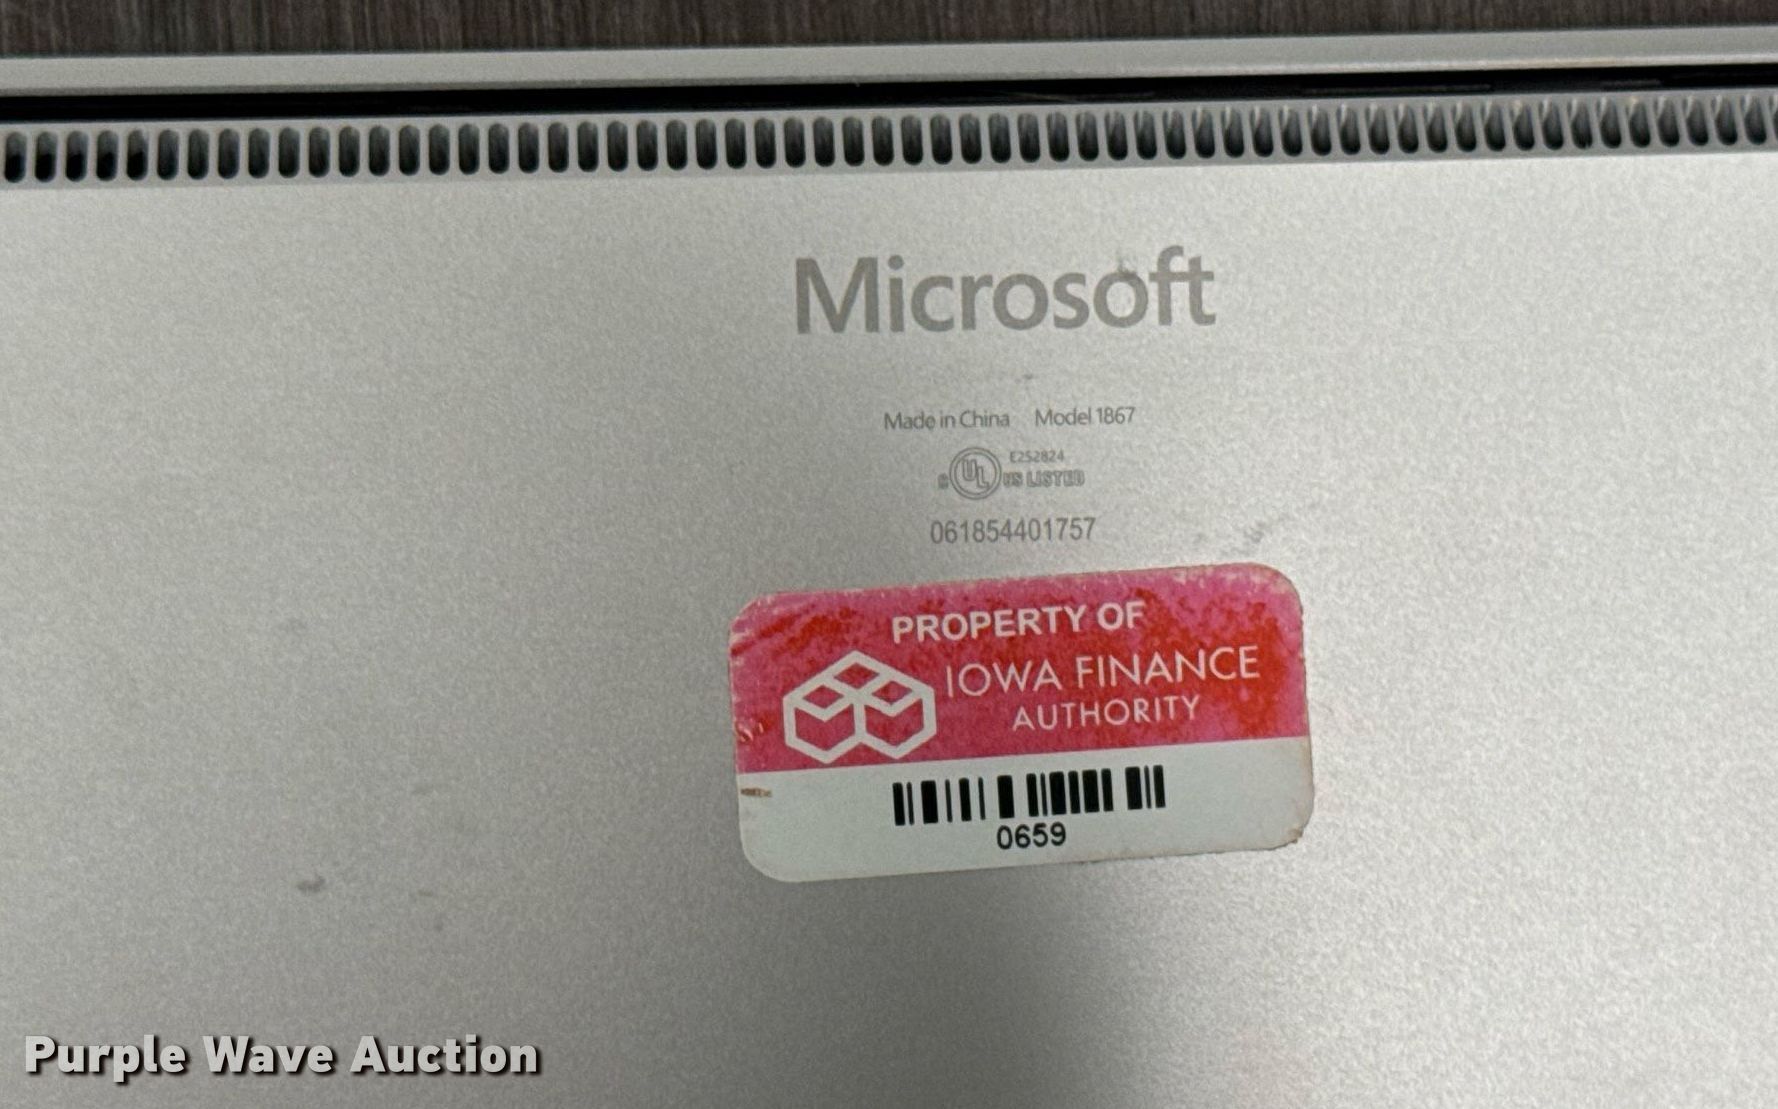 Microsoft
Made in China Model 1867
E252824
c UL US LISTED
061854401757
PROPERTY OF
IOWA FINANCE
AUTHORITY
0659
Purple Wave Auction